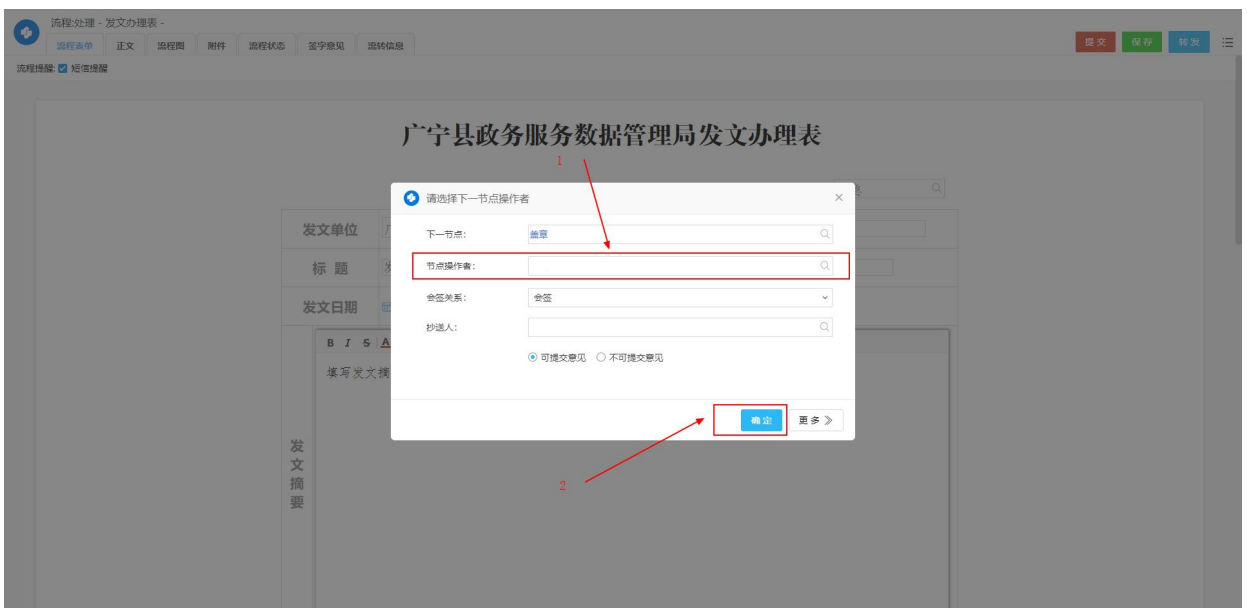 流程:处理 - 发文办理表 -
流程表单 正文 流程图 附件 流程状态 签字意见 流转信息
提交 保存 转发
流程提醒: 短信提醒
广宁县政务服务数据管理局发文办理表
1
请选择下一节点操作者
发文单位 广
下一节点: 盖章
标 题 发
节点操作者:
发文日期
会签关系: 会签
抄送人:
B I S A
可提交意见 不可提交意见
填写发文摘
确定 更多
发文摘要
2